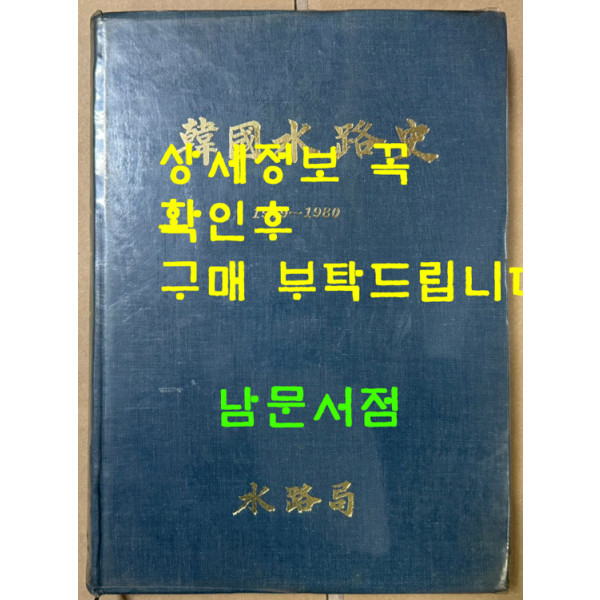 韓國水路史
상세정보 꼭
1980
확인후
구매 부탁드립니다
남문서점
水路局